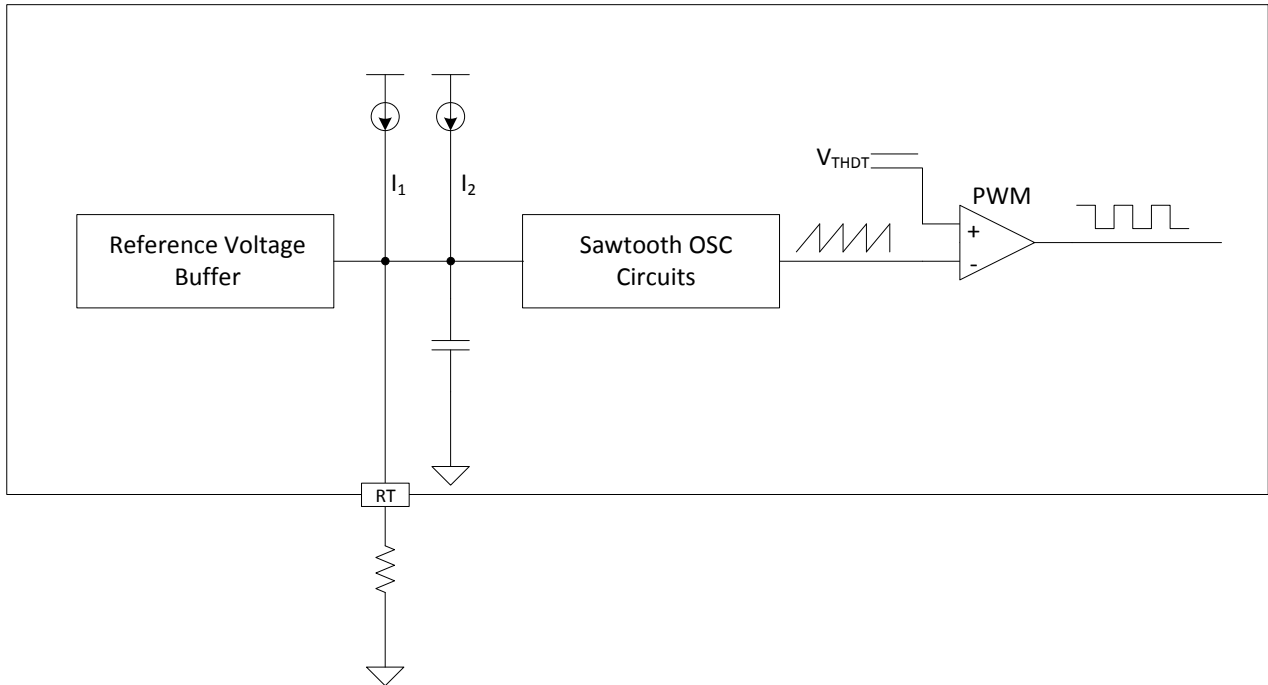 V_THDT
PWM
I₁
I₂
Reference Voltage
Buffer
Sawtooth OSC
Circuits
+
-
RT